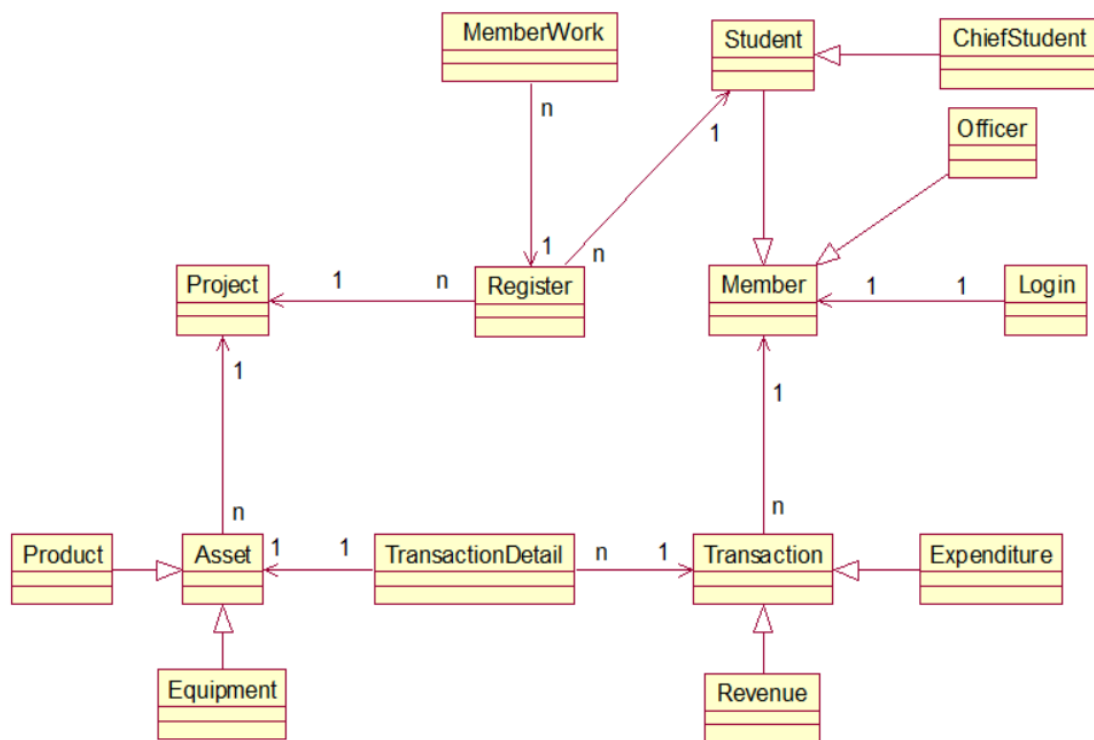 MemberWork
Student
ChiefStudent
Officer
n
1
1
n
Project
1
n
Register
Member
1
1
Login
1
1
n
n
Product
Asset
1
1
TransactionDetail
n
1
Transaction
Expenditure
Equipment
Revenue